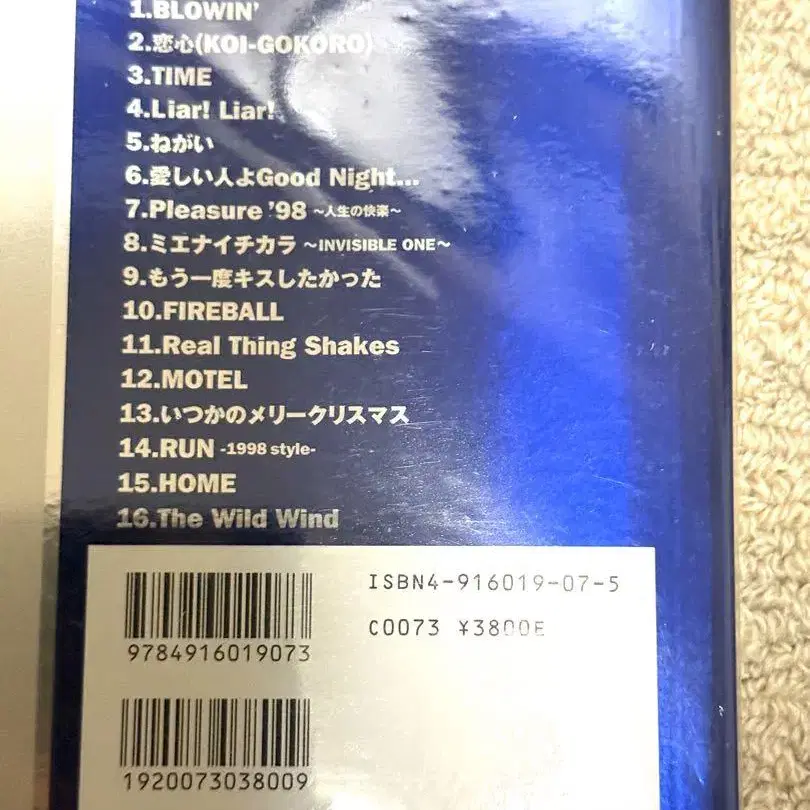 1.BLOWIN'
2.恋心(KOI-GOKORO)
3.TIME
4.Liar! Liar!
5.ねがい
6.愛しい人よGood Night...
7.Pleasure '98 ～人生の快楽～
8.ミエナイチカラ ～INVISIBLE ONE～
9.もう一度キスしたかった
10.FIREBALL
11.Real Thing Shakes
12.MOTEL
13.いつかのメリークリスマス
14.RUN -1998 style-
15.HOME
16.The Wild Wind
ISBN4-916019-07-5
C0073 ¥3800E
9784916019073
1920073038009